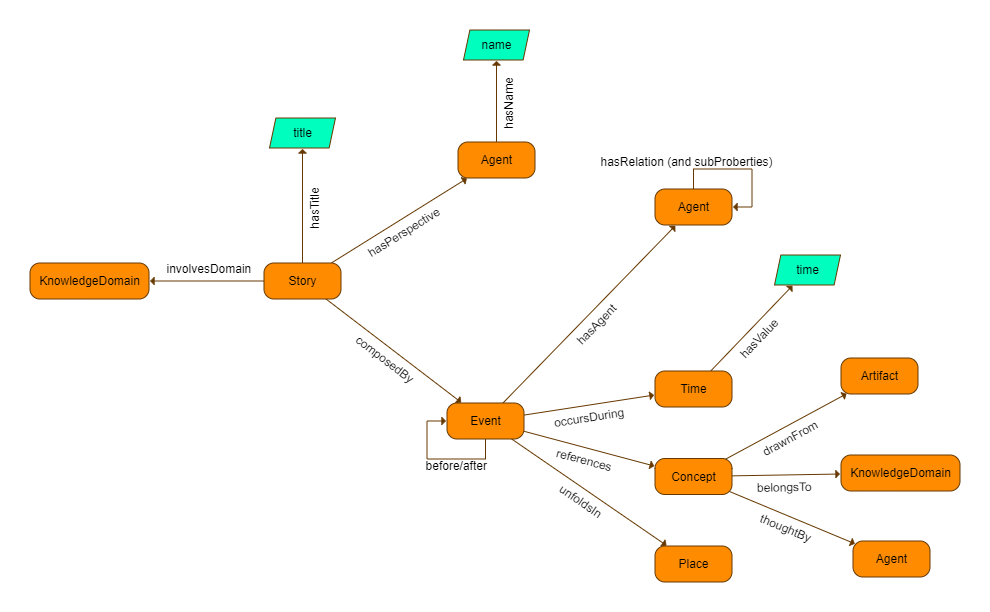 name
hasName
title
Agent
hasRelation (and subProberties)
hasTitle
hasPerspective
Agent
involvesDomain
KnowledgeDomain
Story
time
hasAgent
hasValue
composedBy
Time
Artifact
Event
occursDuring
drawnFrom
before/after
references
Concept
KnowledgeDomain
belongsTo
unfoldsIn
thoughtBy
Place
Agent